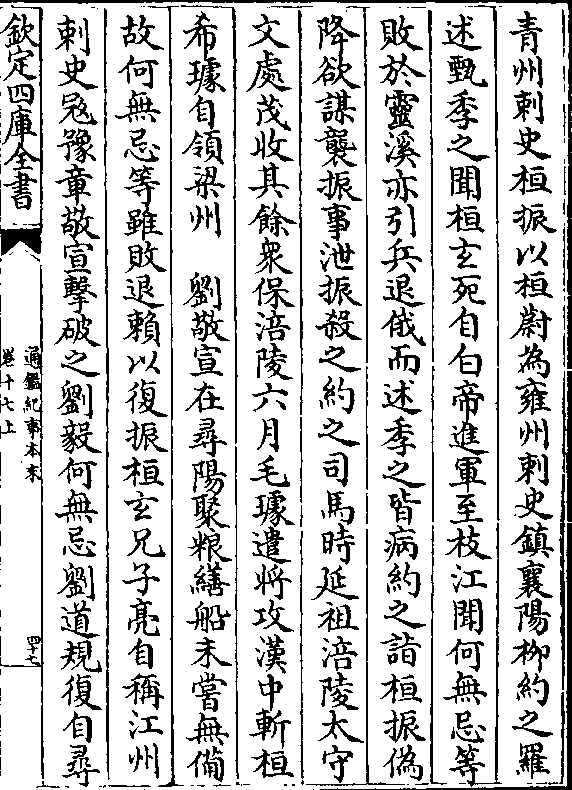 青州刺史桓振以桓蔚為雍州刺史鎮襄陽柳約之羅
述甄季之聞桓玄死自白帝進軍至枝江聞何無忌等
敗於靈溪亦引兵退俄而述季之皆病約之詣桓振偽
降欲謀襲振事泄振殺之約之司馬時延祖涪陵太守
文處茂收其餘衆保涪陵六月毛璩遣將攻漢中斬桓
希璩自領梁州　劉敬宣在尋陽聚粮繕船未嘗無備
故何無忌等雖敗退賴以復振桓玄兄子亮自稱江州
刺史寇豫章敬宣擊破之劉毅何無忌劉道規復自尋
欽定四庫全書
通鑑紀事本末
卷十七上
四十七